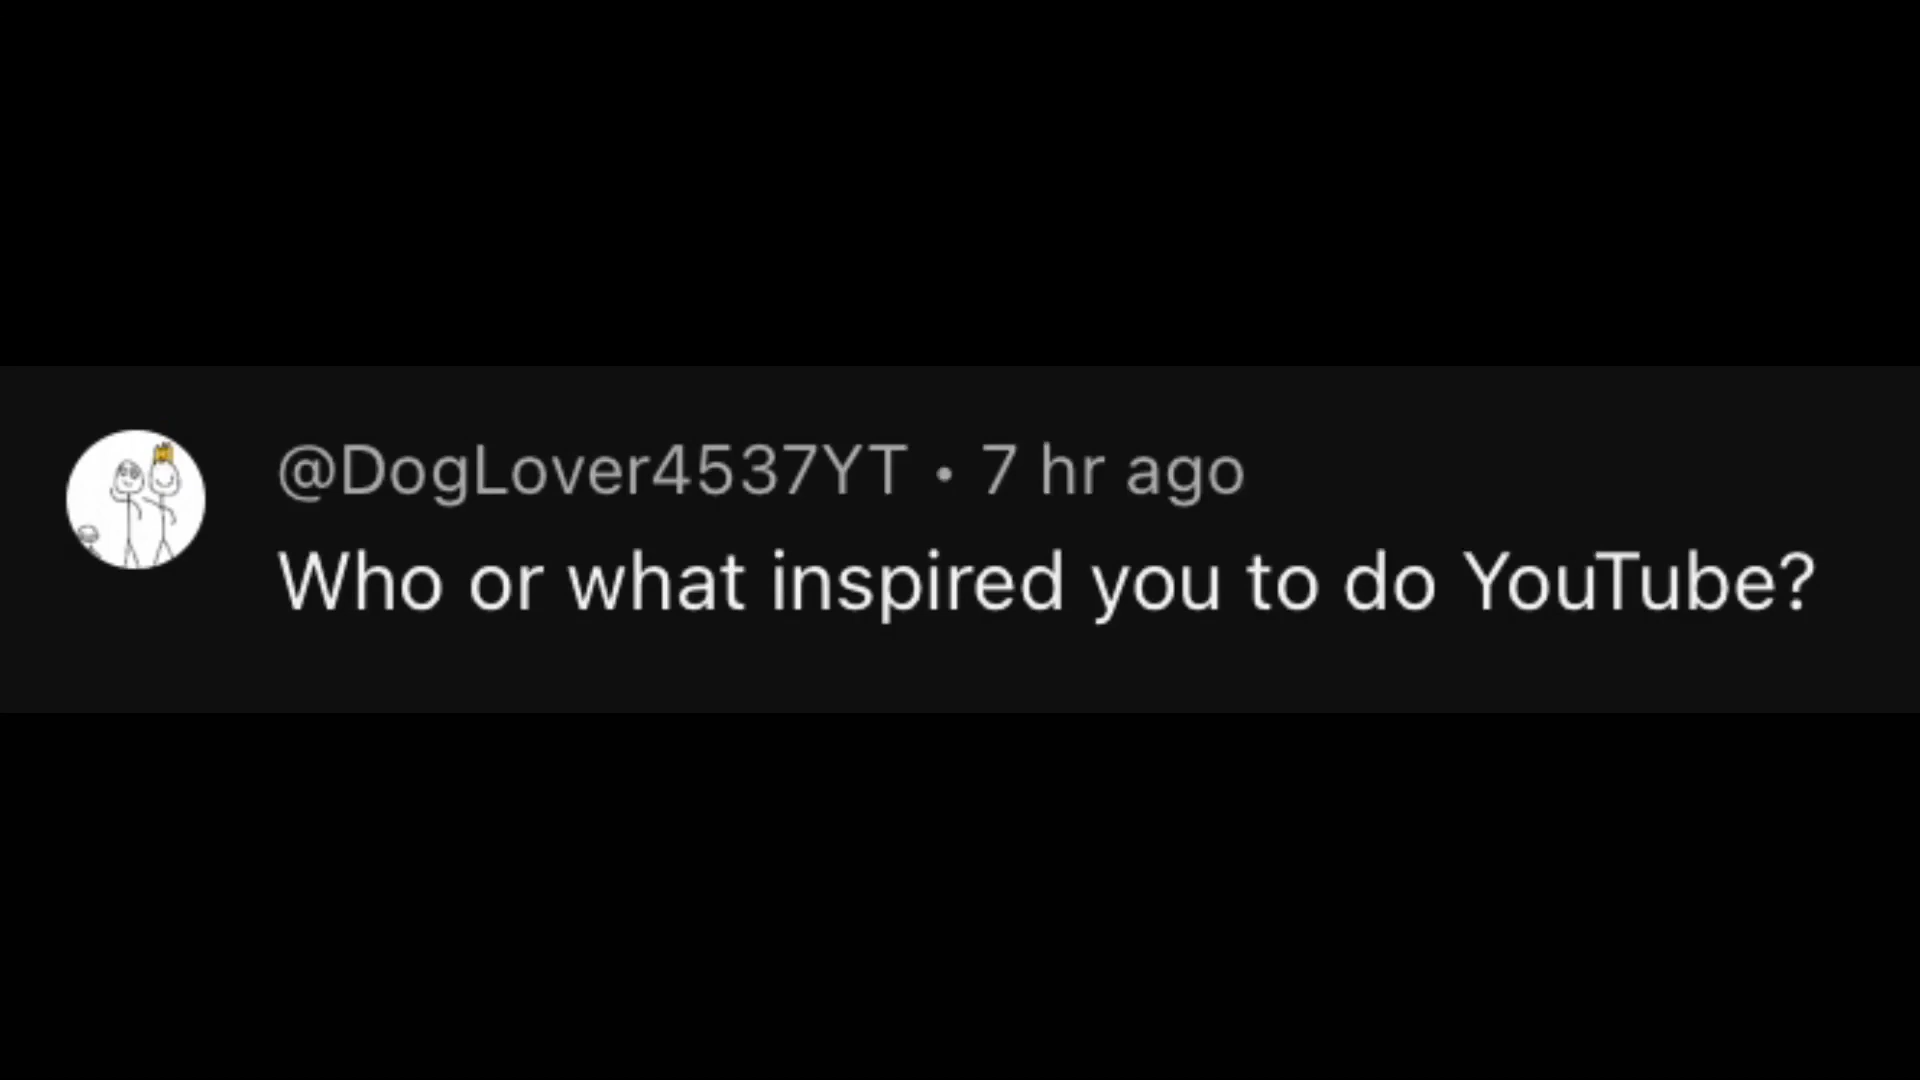 @DogLover4537YT • 7 hr ago
Who or what inspired you to do YouTube?